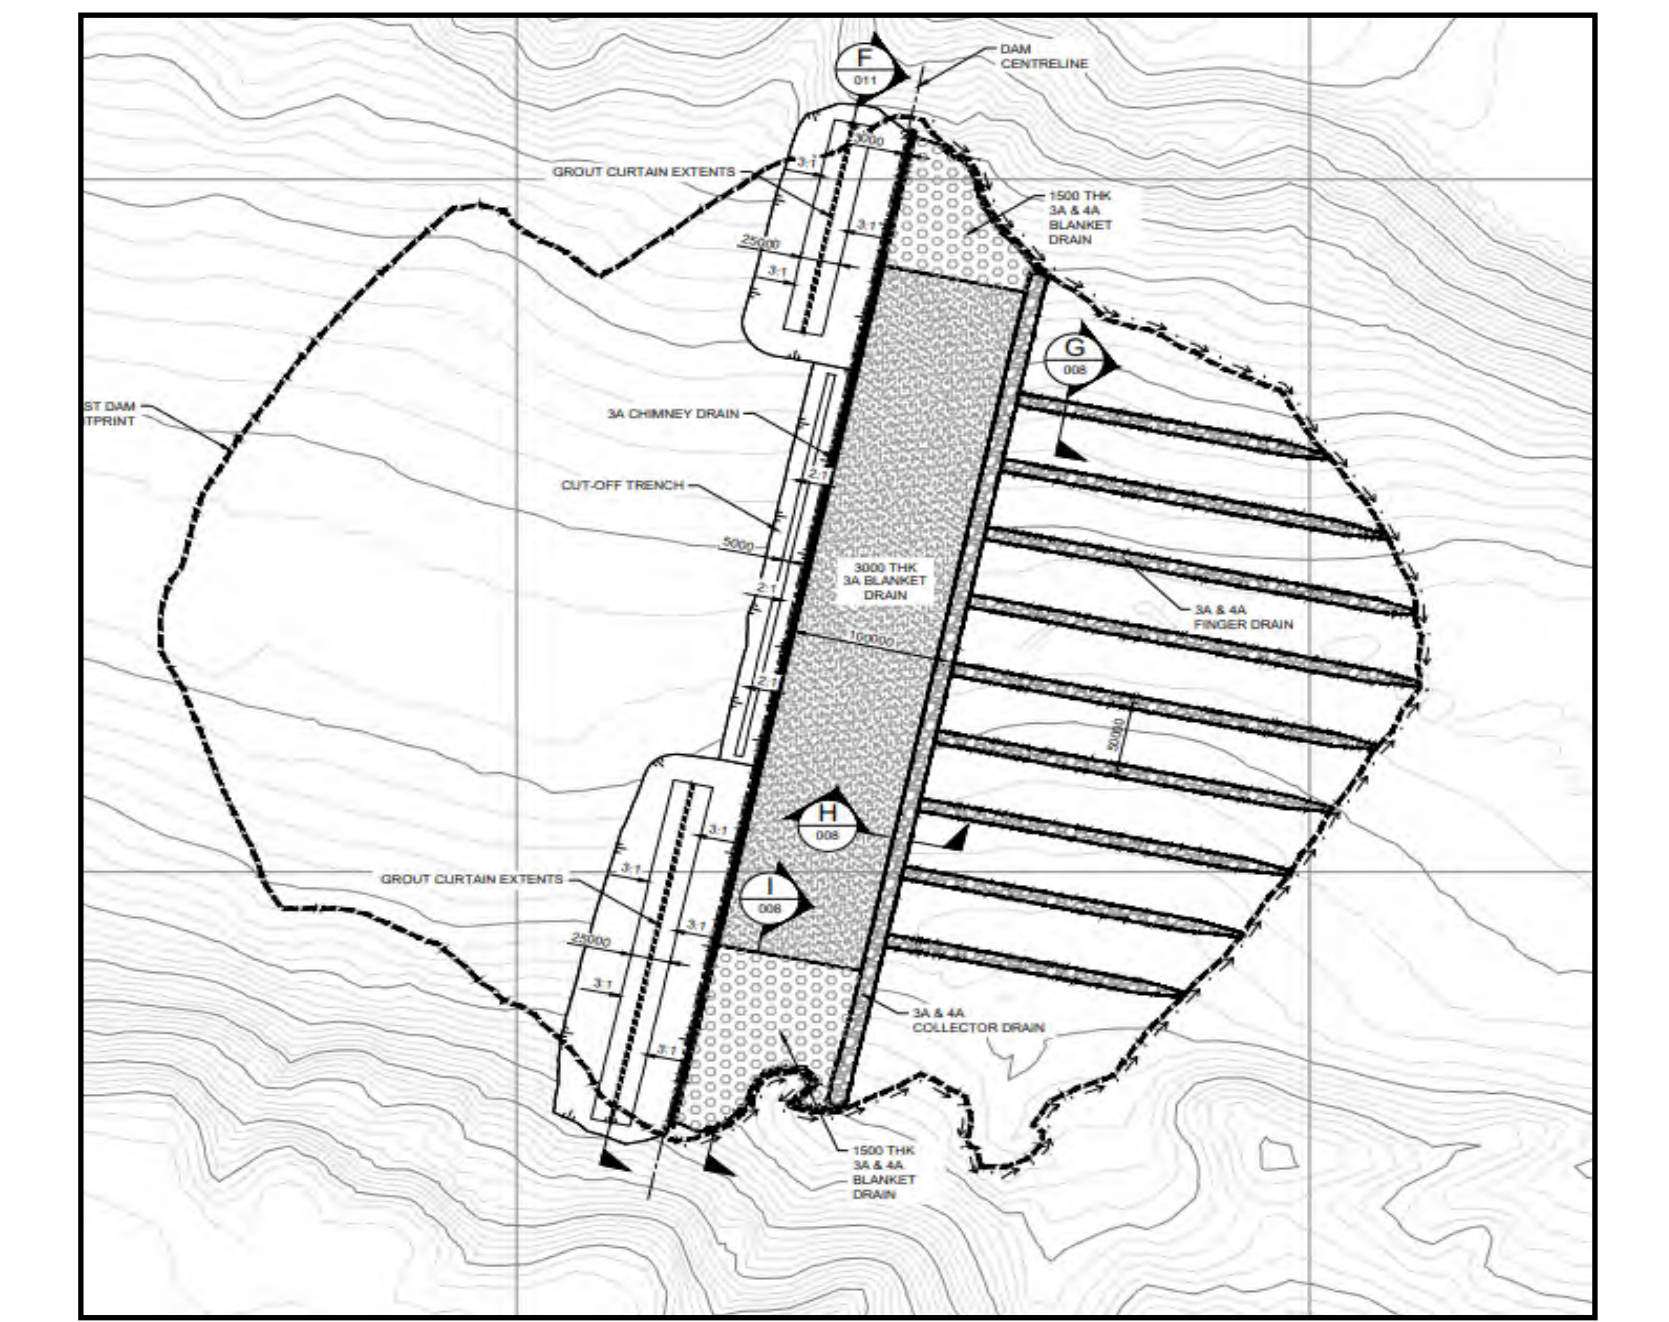 F
011
DAM
CENTRELINE
3000
3:1
GROUT CURTAIN EXTENTS
1500 THK
3A & 4A
BLANKET
DRAIN
3:1
25000
3:1
G
008
ST DAM
TPRINT
3A CHIMNEY DRAIN
2:1
CUT-OFF TRENCH
5000
3000 THK
3A BLANKET
DRAIN
2:1
3A & 4A
FINGER DRAIN
100000
2:1
50000
H
008
3:1
3:1
GROUT CURTAIN EXTENTS
I
008
3:1
25000
3:1
3A & 4A
COLLECTOR DRAIN
3:1
1500 THK
3A & 4A
BLANKET
DRAIN